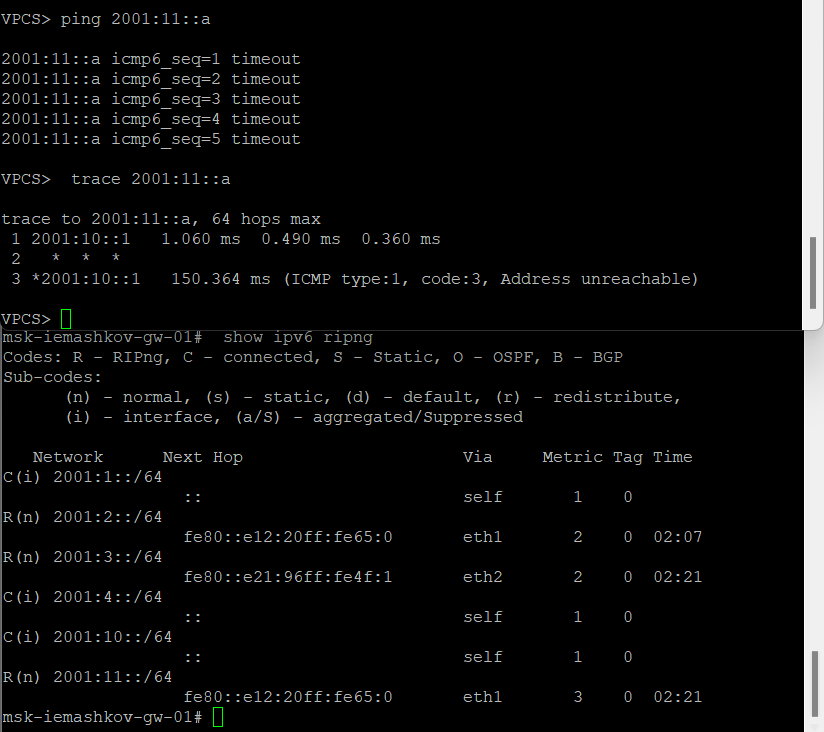 VPCS> ping 2001:11::a
2001:11::a icmp6_seq=1 timeout
2001:11::a icmp6_seq=2 timeout
2001:11::a icmp6_seq=3 timeout
2001:11::a icmp6_seq=4 timeout
2001:11::a icmp6_seq=5 timeout
VPCS>  trace 2001:11::a
trace to 2001:11::a, 64 hops max
 1 2001:10::1   1.060 ms  0.490 ms  0.360 ms
 2   *  *  *
 3 *2001:10::1   150.364 ms (ICMP type:1, code:3, Address unreachable)
VPCS>
msk-iemashkov-gw-01#  show ipv6 ripng
Codes: R - RIPng, C - connected, S - Static, O - OSPF, B - BGP
Sub-codes:
      (n) - normal, (s) - static, (d) - default, (r) - redistribute,
      (i) - interface, (a/S) - aggregated/Suppressed
   Network      Next Hop                      Via     Metric Tag Time
C(i) 2001:1::/64
                  ::                          self       1    0
R(n) 2001:2::/64
                  fe80::e12:20ff:fe65:0       eth1       2    0  02:07
R(n) 2001:3::/64
                  fe80::e21:96ff:fe4f:1       eth2       2    0  02:21
C(i) 2001:4::/64
                  ::                          self       1    0
C(i) 2001:10::/64
                  ::                          self       1    0
R(n) 2001:11::/64
                  fe80::e12:20ff:fe65:0       eth1       3    0  02:21
msk-iemashkov-gw-01#